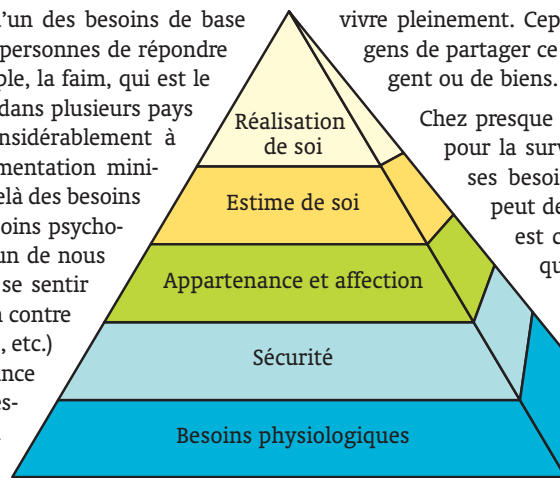 'un des besoins de base
personnes de répondre
ple, la faim, qui est le
dans plusieurs pays
nsidérablement à
mentation mini-
elà des besoins
oins psycho-
un de nous
se sentir
contre
, etc.)
nce
es-
Réalisation
de soi
Estime de soi
Appartenance et affection
Sécurité
Besoins physiologiques
vivre pleinement. Cep
gens de partager ce
gent ou de biens.
Chez presque
pour la surv
ses besoi
peut de
est c
qu